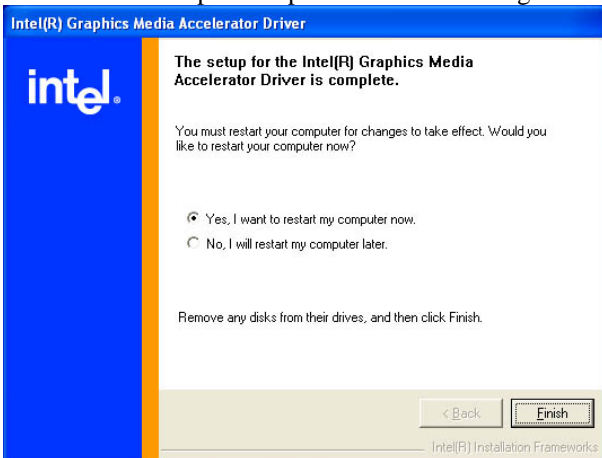 Intel(R) Graphics Media Accelerator Driver
intel®
The setup for the Intel(R) Graphics Media
Accelerator Driver is complete.
You must restart your computer for changes to take effect. Would you
like to restart your computer now?
Yes, I want to restart my computer now.
No, I will restart my computer later.
Remove any disks from their drives, and then click Finish.
< Back
Finish
Intel(R) Installation Frameworks